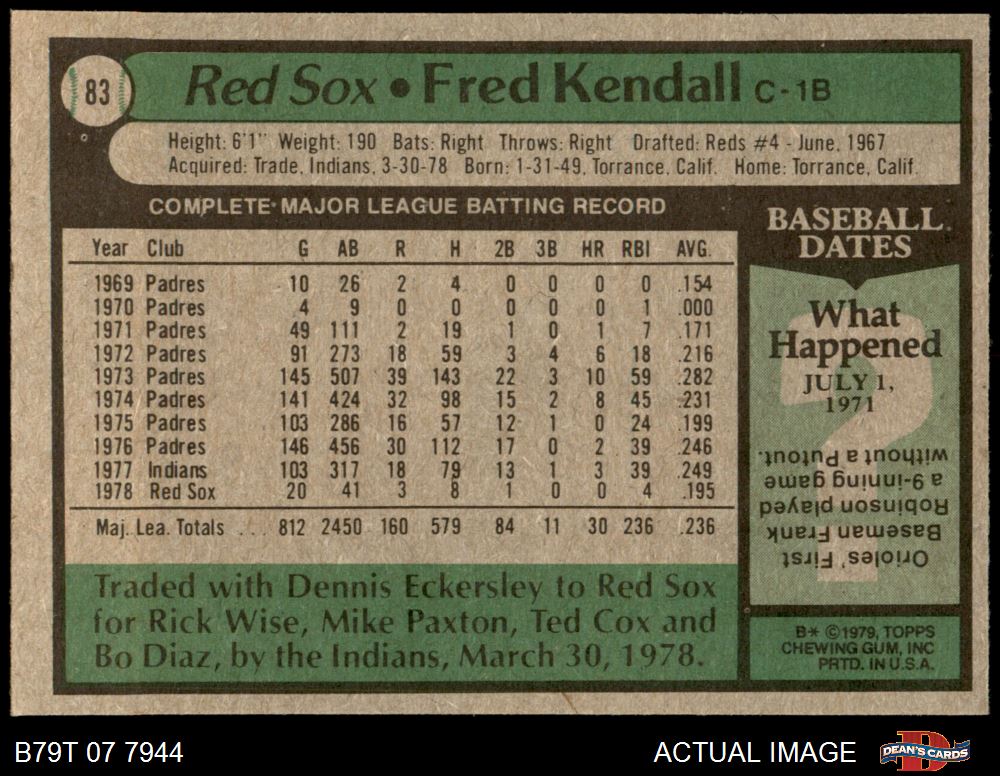 83
Red Sox • Fred Kendall C-1B
Height: 6'1" Weight: 190 Bats: Right Throws: Right Drafted: Reds #4 - June, 1967
Acquired: Trade, Indians, 3-30-78 Born: 1-31-49, Torrance, Calif. Home: Torrance, Calif.
COMPLETE MAJOR LEAGUE BATTING RECORD
Year Club G AB R H 2B 3B HR RBI AVG.
1969 Padres 10 26 2 4 0 0 0 0 .154
1970 Padres 4 9 0 0 0 0 0 1 .000
1971 Padres 49 111 2 19 1 0 1 7 .171
1972 Padres 91 273 18 59 3 4 6 18 .216
1973 Padres 145 507 39 143 22 3 10 59 .282
1974 Padres 141 424 32 98 15 2 8 45 .231
1975 Padres 103 286 16 57 12 1 0 24 .199
1976 Padres 146 456 30 112 17 0 2 39 .246
1977 Indians 103 317 18 79 13 1 3 39 .249
1978 Red Sox 20 41 3 8 1 0 0 4 .195
Maj. Lea. Totals . . . 812 2450 160 579 84 11 30 236 .236
Traded with Dennis Eckersley to Red Sox
for Rick Wise, Mike Paxton, Ted Cox and
Bo Diaz, by the Indians, March 30, 1978.
BASEBALL
DATES
What
Happened
JULY 1,
1971
?
Orioles' First
Baseman Frank
Robinson played
a 9-inning game
without a Putout.
B* ©1979, TOPPS
CHEWING GUM, INC
PRTD. IN U.S.A.
B79T 07 7944
ACTUAL IMAGE
DEAN'S CARDS